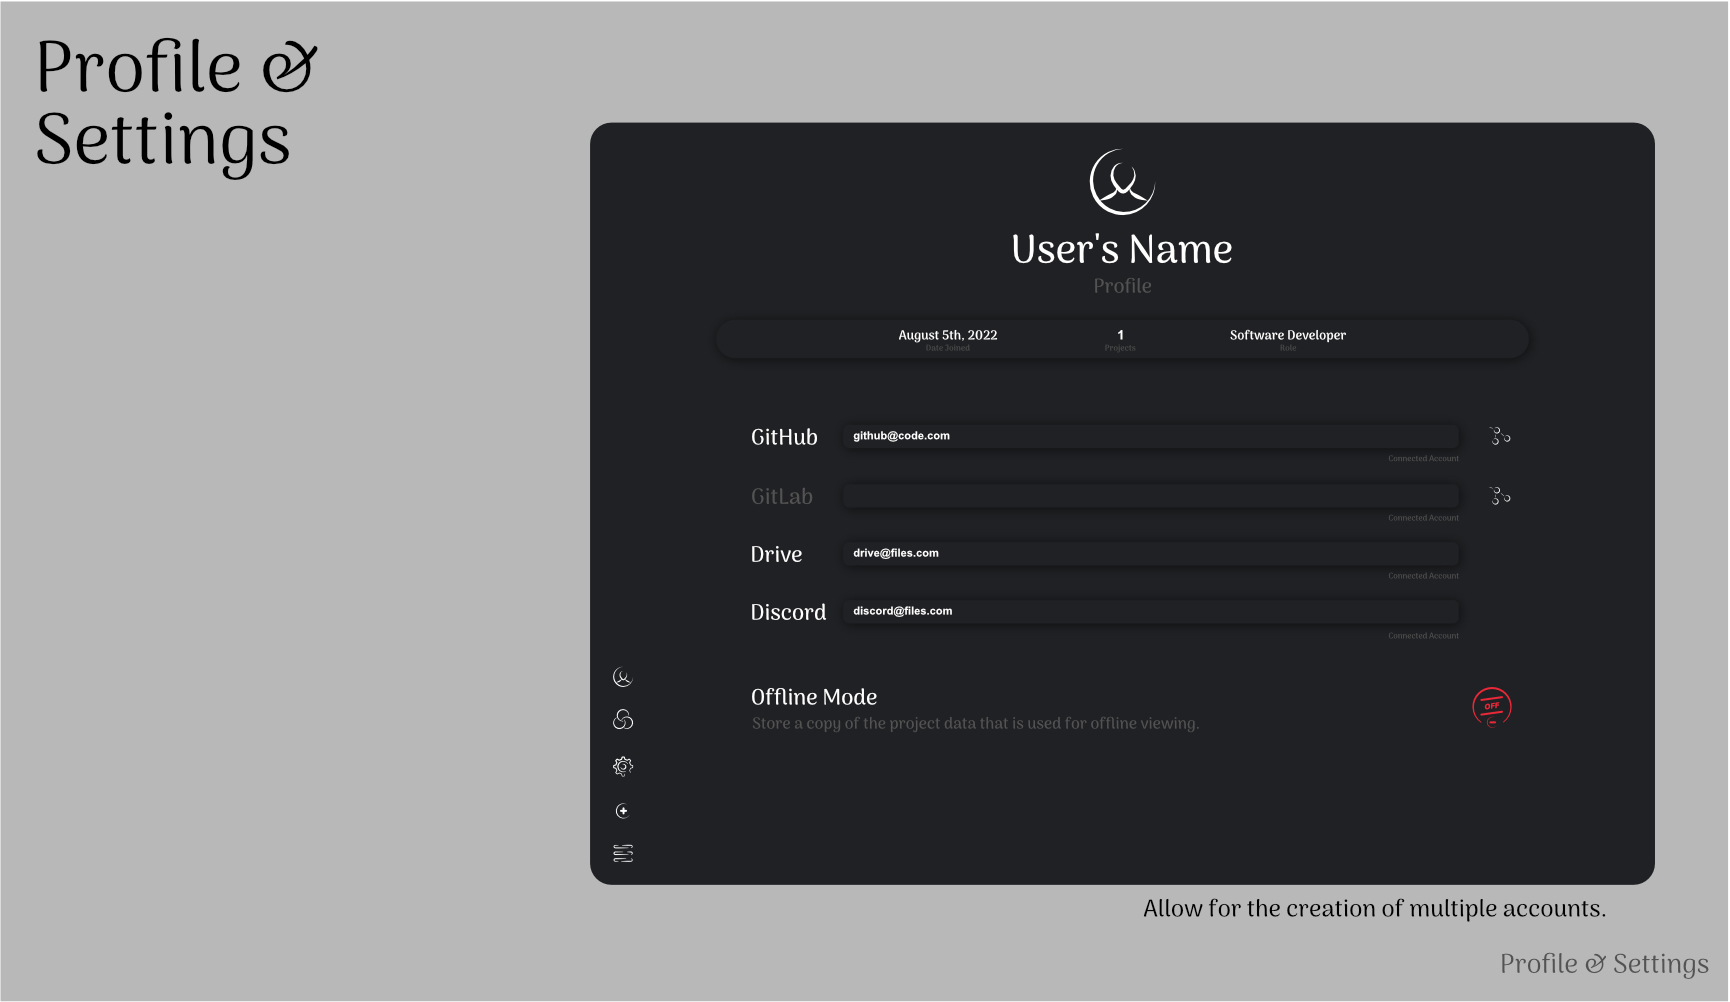 Profile &
Settings
User's Name
Profile
August 5th, 2022
Date Joined
1
Projects
Software Developer
Role
GitHub
github@code.com
Connected Account
GitLab
Connected Account
Drive
drive@files.com
Connected Account
Discord
discord@files.com
Connected Account
Offline Mode
OFF
Store a copy of the project data that is used for offline viewing.
Allow for the creation of multiple accounts.
Profile & Settings